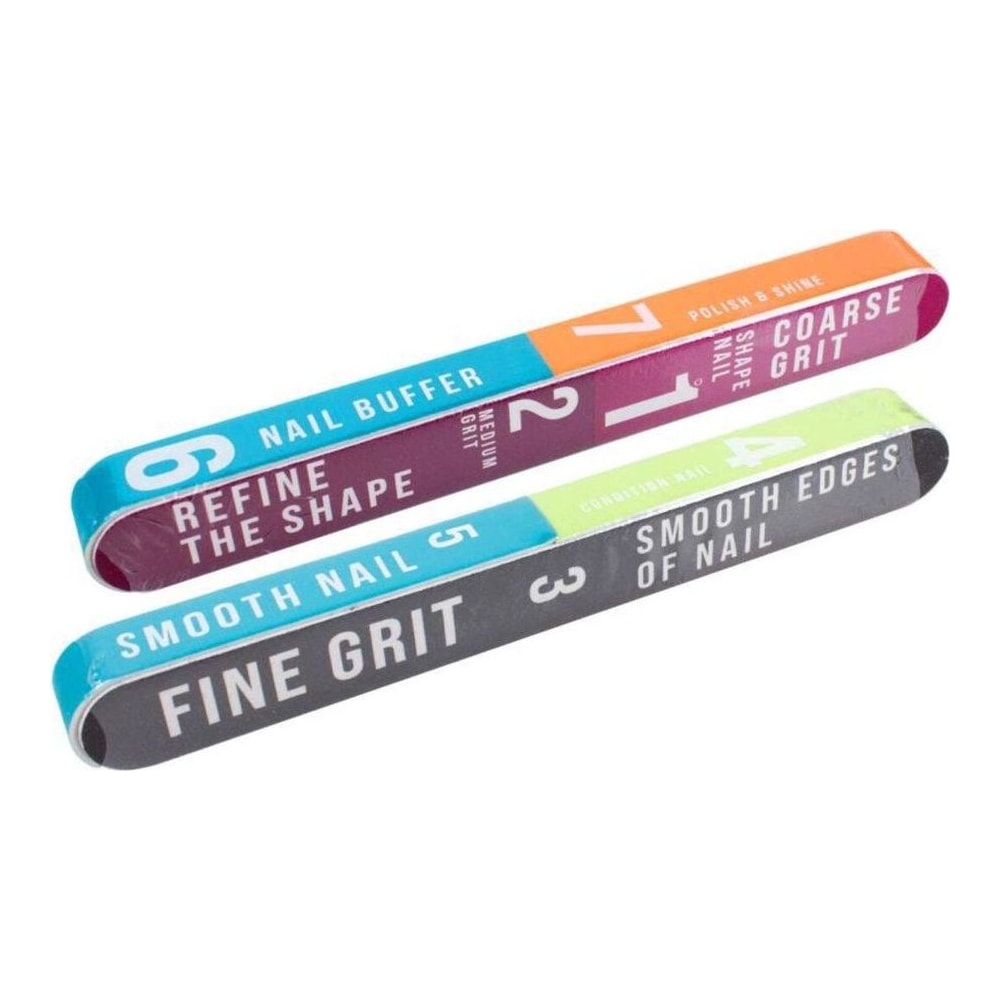 7
POLISH & SHINE
6
NAIL BUFFER
1
SHAPE
NAIL
COARSE
GRIT
2
MEDIUM
GRIT
REFINE
THE SHAPE
4
CONDITION NAIL
5
SMOOTH NAIL
3
SMOOTH EDGES
OF NAIL
FINE GRIT